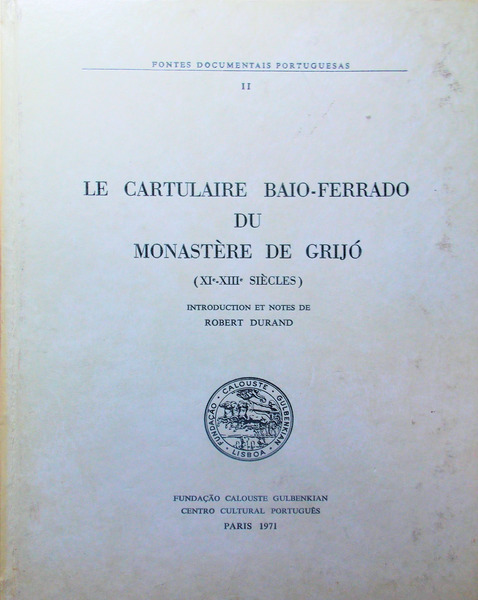 FONTES DOCUMENTAIS PORTUGUESAS
II
LE CARTULAIRE BAIO-FERRADO
DU
MONASTÈRE DE GRIJÓ
(XIᵉ-XIIIᵉ SIÈCLES)
INTRODUCTION ET NOTES DE
ROBERT DURAND
FUNDAÇÃO • CALOUSTE • GULBENKIAN • LISBOA •
FUNDAÇÃO CALOUSTE GULBENKIAN
CENTRO CULTURAL PORTUGUÊS
PARIS 1971